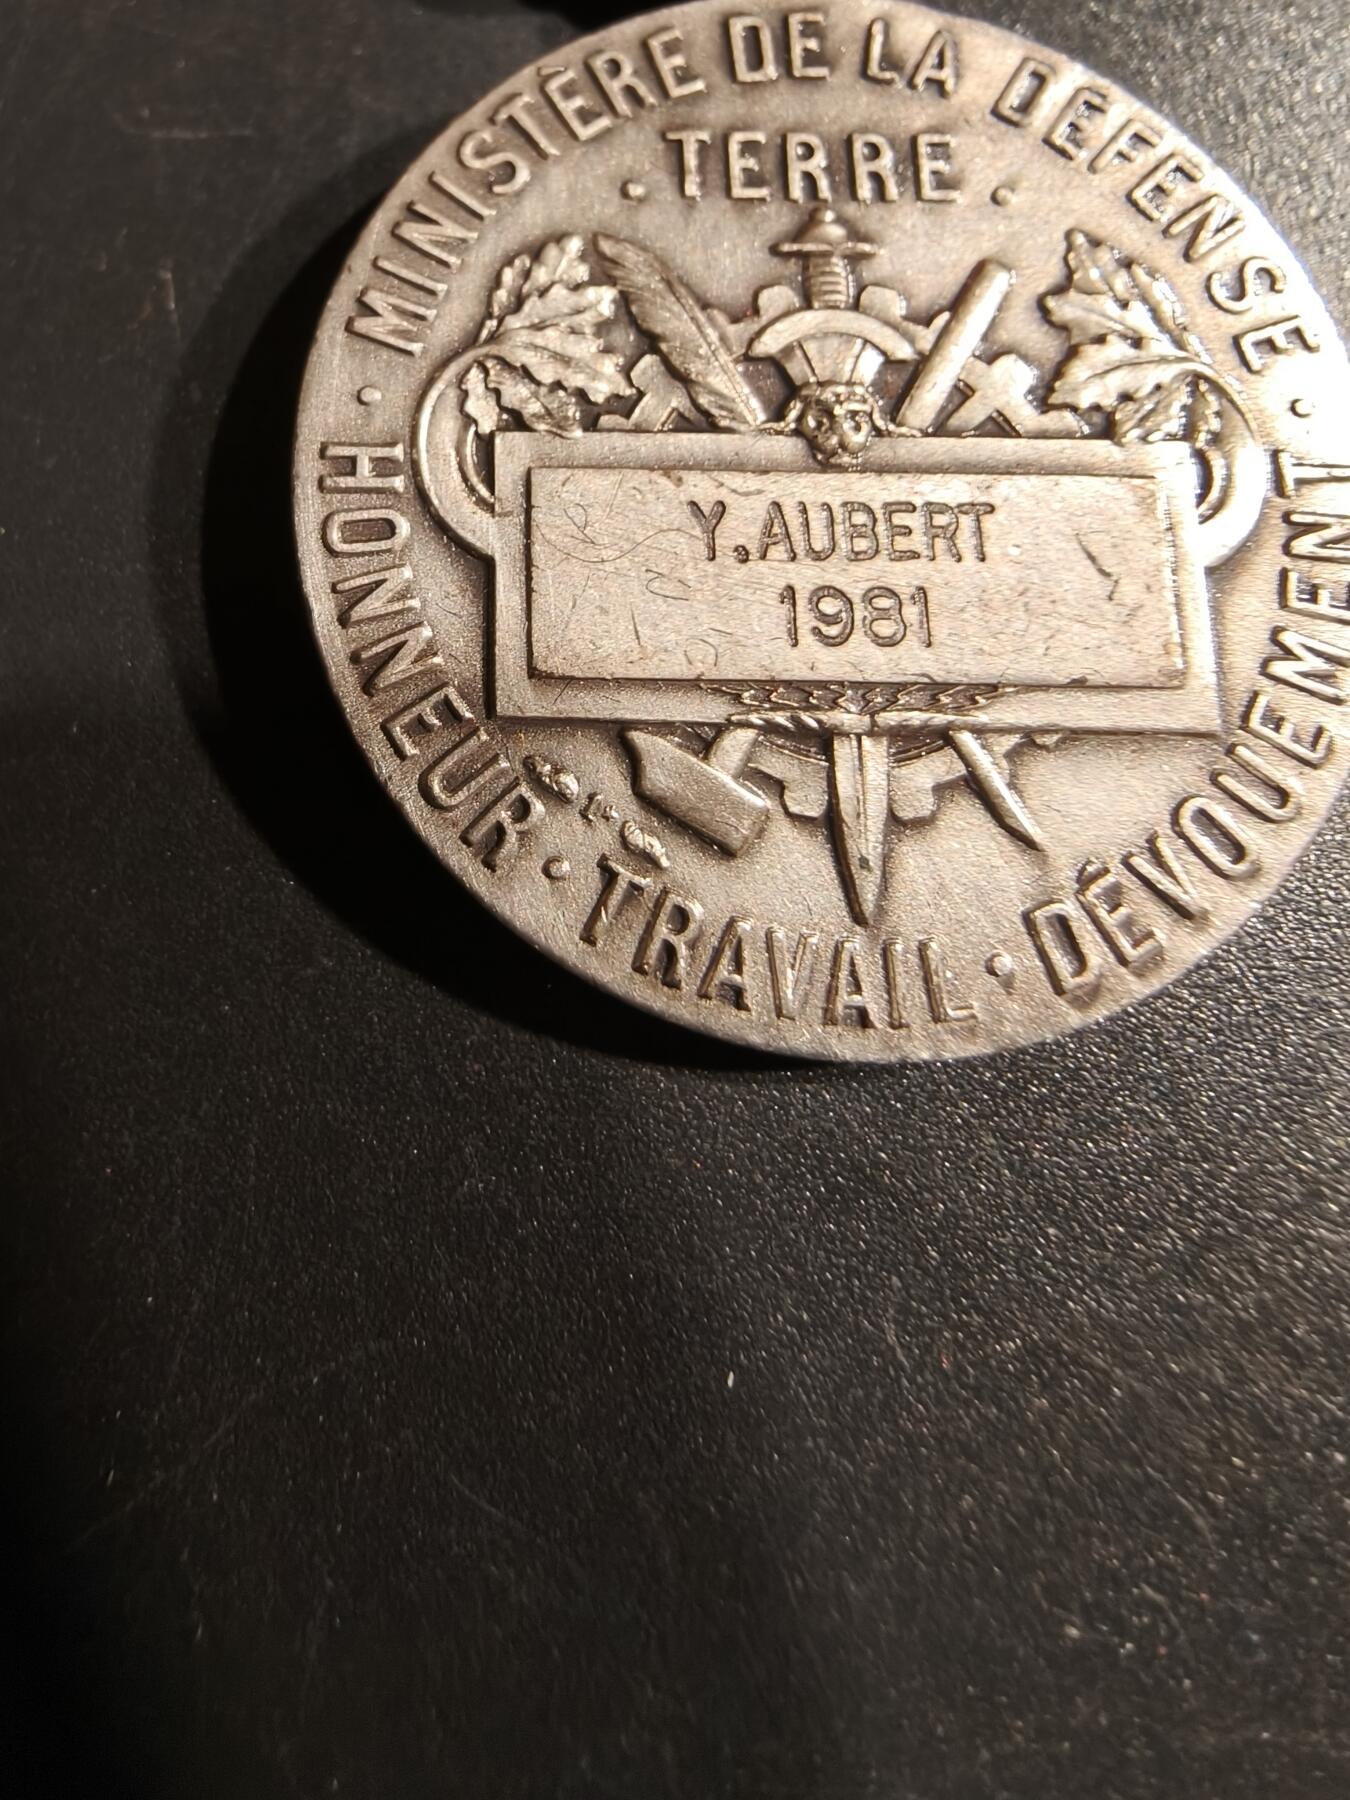 · MINISTÈRE DE LA DÉFENSE ·
· TERRE ·
Y. AUBERT
1981
HONNEUR · TRAVAIL · DÉVOUEMENT